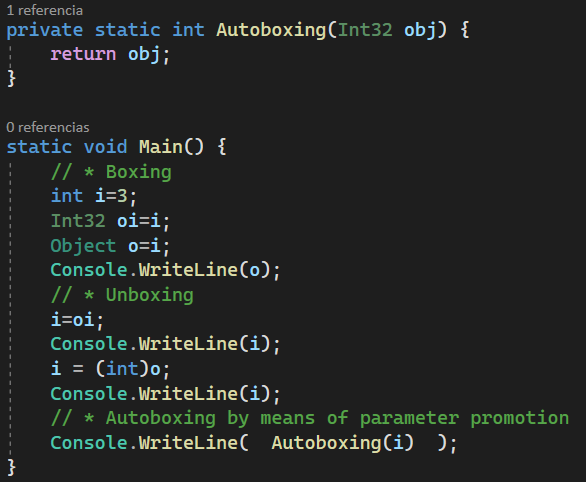 1 referencia
private static int Autoboxing(Int32 obj) {
    return obj;
}
0 referencias
static void Main() {
    // * Boxing
    int i=3;
    Int32 oi=i;
    Object o=i;
    Console.WriteLine(o);
    // * Unboxing
    i=oi;
    Console.WriteLine(i);
    i = (int)o;
    Console.WriteLine(i);
    // * Autoboxing by means of parameter promotion
    Console.WriteLine(  Autoboxing(i)  );
}